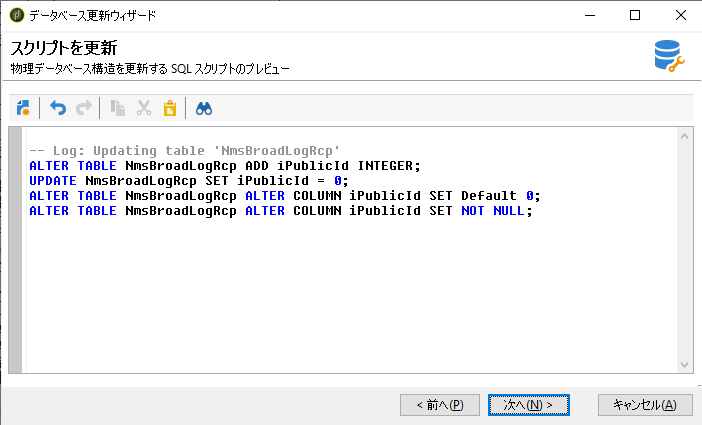 データベース更新ウィザード
スクリプトを更新
物理データベース構造を更新する SQL スクリプトのプレビュー
-- Log: Updating table 'NmsBroadLogRcp'
ALTER TABLE NmsBroadLogRcp ADD iPublicId INTEGER;
UPDATE NmsBroadLogRcp SET iPublicId = 0;
ALTER TABLE NmsBroadLogRcp ALTER COLUMN iPublicId SET Default 0;
ALTER TABLE NmsBroadLogRcp ALTER COLUMN iPublicId SET NOT NULL;
< 前へ(P) 次へ(N) > キャンセル(A)